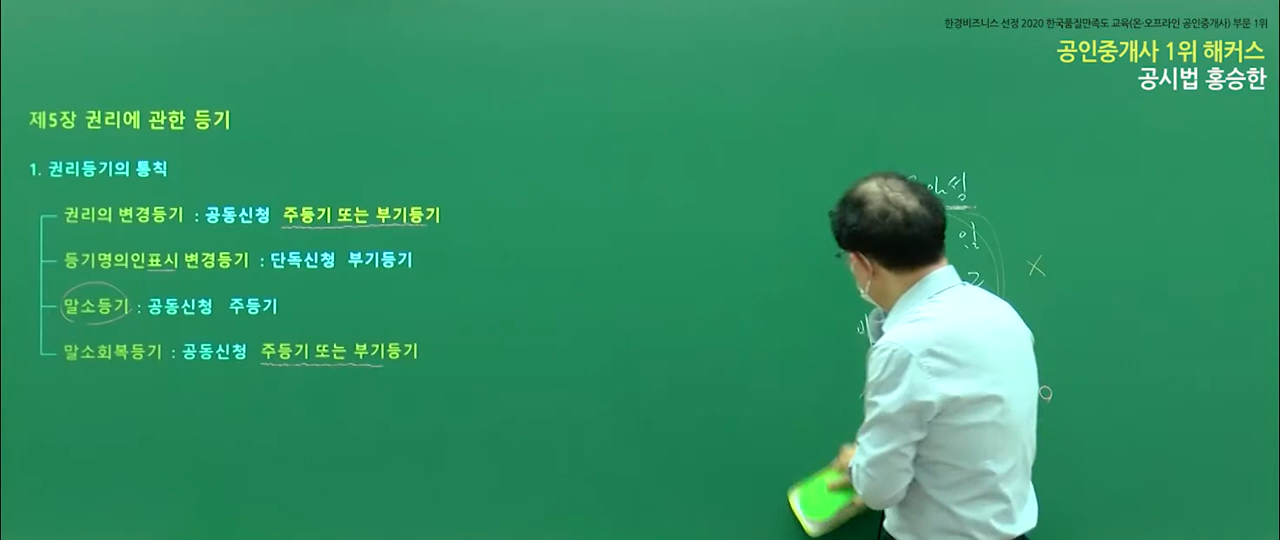 한경비즈니스 선정 2020 한국품질만족도 교육(온·오프라인 공인중개사) 부문 1위
공인중개사 1위 해커스
공시법 홍승한
제5장 권리에 관한 등기
1. 권리등기의 통칙
권리의 변경등기 : 공동신청 주등기 또는 부기등기
등기명의인표시 변경등기 : 단독신청 부기등기
말소등기 : 공동신청 주등기
말소회복등기 : 공동신청 주등기 또는 부기등기
일
X